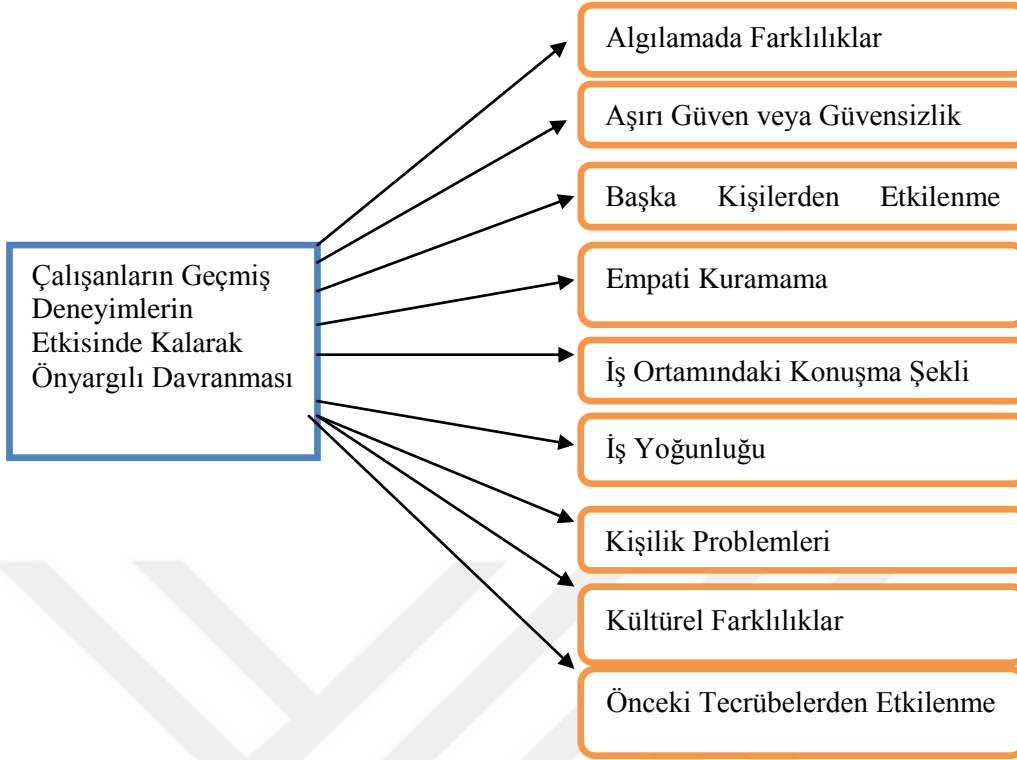 Çalışanların Geçmiş
Deneyimlerin
Etkisinde Kalarak
Önyargılı Davranması
Algılamada Farklılıklar
Aşırı Güven veya Güvensizlik
Başka Kişilerden Etkilenme
Empati Kuramama
İş Ortamındaki Konuşma Şekli
İş Yoğunluğu
Kişilik Problemleri
Kültürel Farklılıklar
Önceki Tecrübelerden Etkilenme